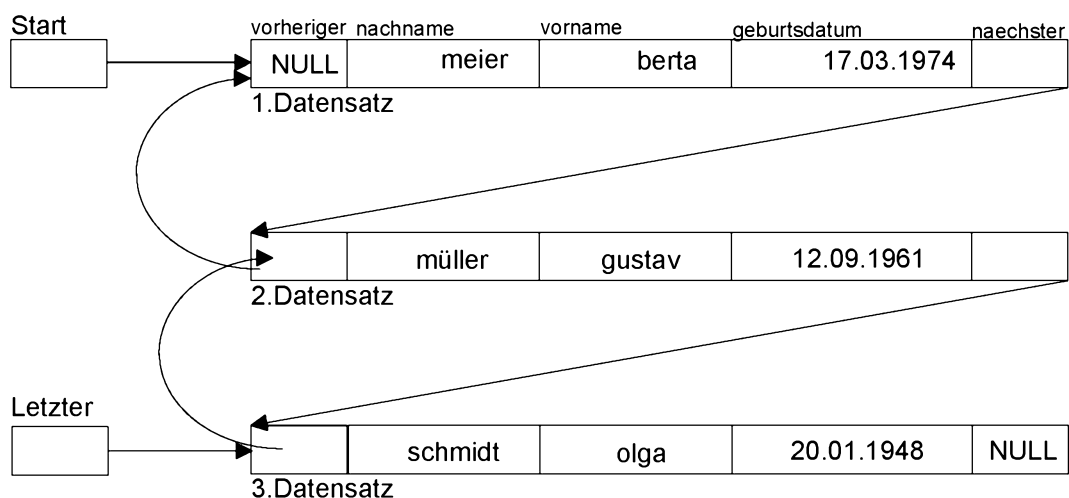 Start vorheriger nachname vorname geburtsdatum naechster
NULL meier berta 17.03.1974
1.Datensatz
müller gustav 12.09.1961
2.Datensatz
Letzter
schmidt olga 20.01.1948 NULL
3.Datensatz